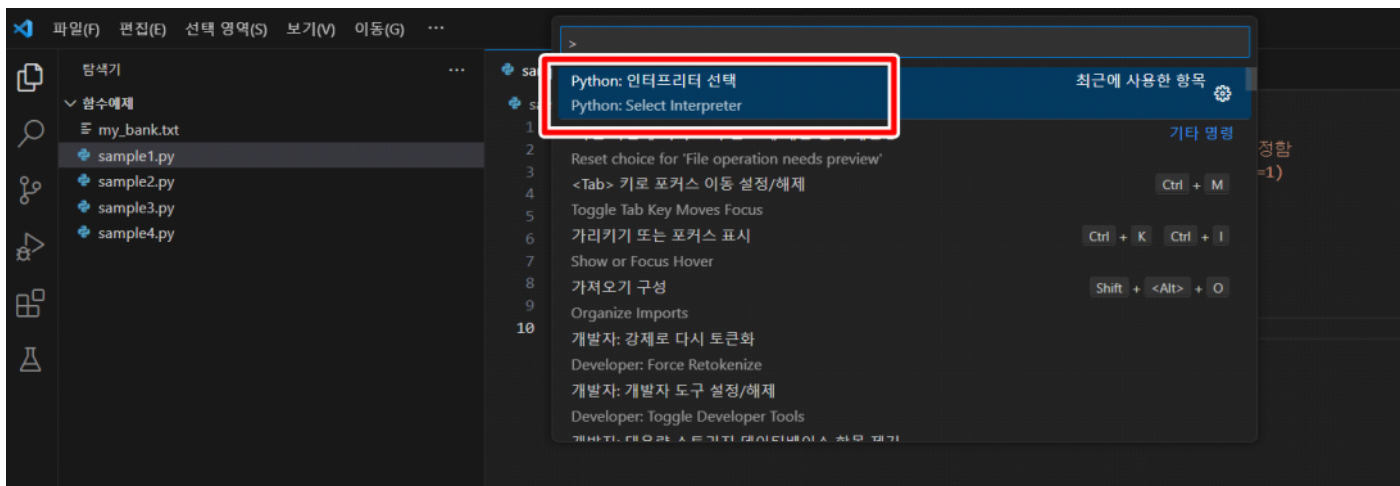 파일(F) 편집(E) 선택 영역(S) 보기(V) 이동(G) ···
>
탐색기 ···
함수예제
my_bank.txt
sample1.py
sample2.py
sample3.py
sample4.py
Python: 인터프리터 선택 최근에 사용한 항목
Python: Select Interpreter
기타 명령
Reset choice for 'File operation needs preview'
<Tab> 키로 포커스 이동 설정/해제 Ctrl + M
Toggle Tab Key Moves Focus
가리키기 또는 포커스 표시 Ctrl + K Ctrl + I
Show or Focus Hover
가져오기 구성 Shift + <Alt> + O
Organize Imports
개발자: 강제로 다시 토큰화
Developer: Force Retokenize
개발자: 개발자 도구 설정/해제
Developer: Toggle Developer Tools
1
2
3
4
5
6
7
8
9
10
정함
=1)